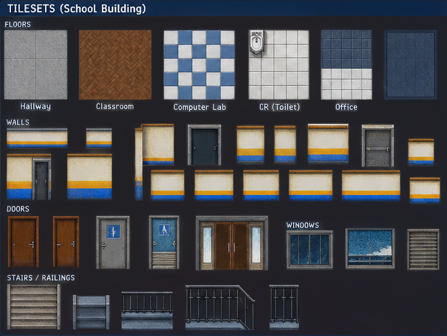 TILESETS (School Building)
FLOORS
Hallway
Classroom
Computer Lab
CR (Toilet)
Office
WALLS
DOORS
WINDOWS
STAIRS / RAILINGS